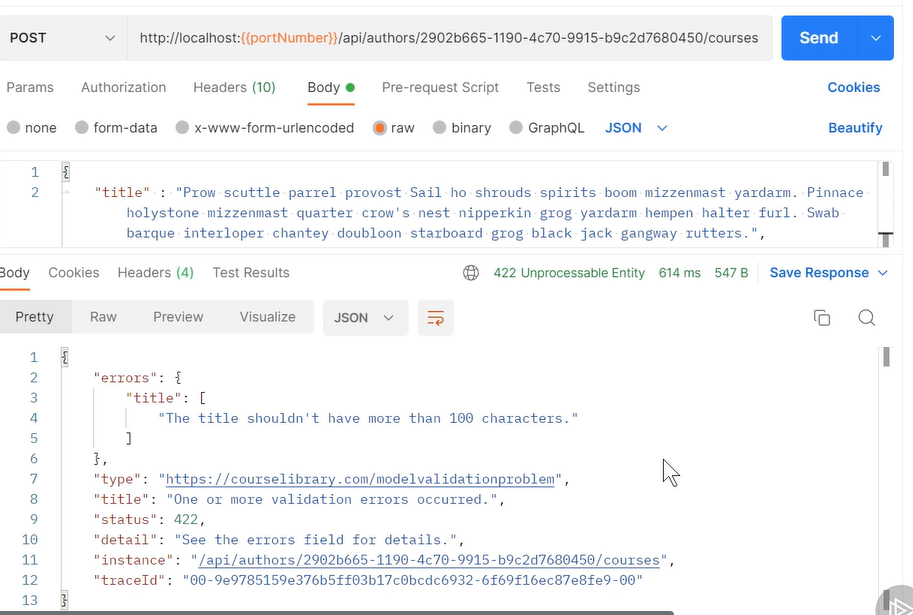 POST http://localhost:{{portNumber}}/api/authors/2902b665-1190-4c70-9915-b9c2d7680450/courses Send
Params Authorization Headers (10) Body Pre-request Script Tests Settings Cookies
none form-data x-www-form-urlencoded raw binary GraphQL JSON Beautify
1 {
2 "title" : "Prow scuttle parrel provost Sail ho shrouds spirits boom mizzenmast yardarm. Pinnace
holystone mizzenmast quarter crow's nest nipperkin grog yardarm hempen halter furl. Swab
barque interloper chantey doubloon starboard grog black jack gangway rutters.",
Body Cookies Headers (4) Test Results 422 Unprocessable Entity 614 ms 547 B Save Response
Pretty Raw Preview Visualize JSON
1 {
2 "errors": {
3 "title": [
4 "The title shouldn't have more than 100 characters."
5 ]
6 },
7 "type": "https://courselibrary.com/modelvalidationproblem",
8 "title": "One or more validation errors occurred.",
9 "status": 422,
10 "detail": "See the errors field for details.",
11 "instance": "/api/authors/2902b665-1190-4c70-9915-b9c2d7680450/courses",
12 "traceId": "00-9e9785159e376b5ff03b17c0bcdc6932-6f69f16ec87e8fe9-00"
13 }